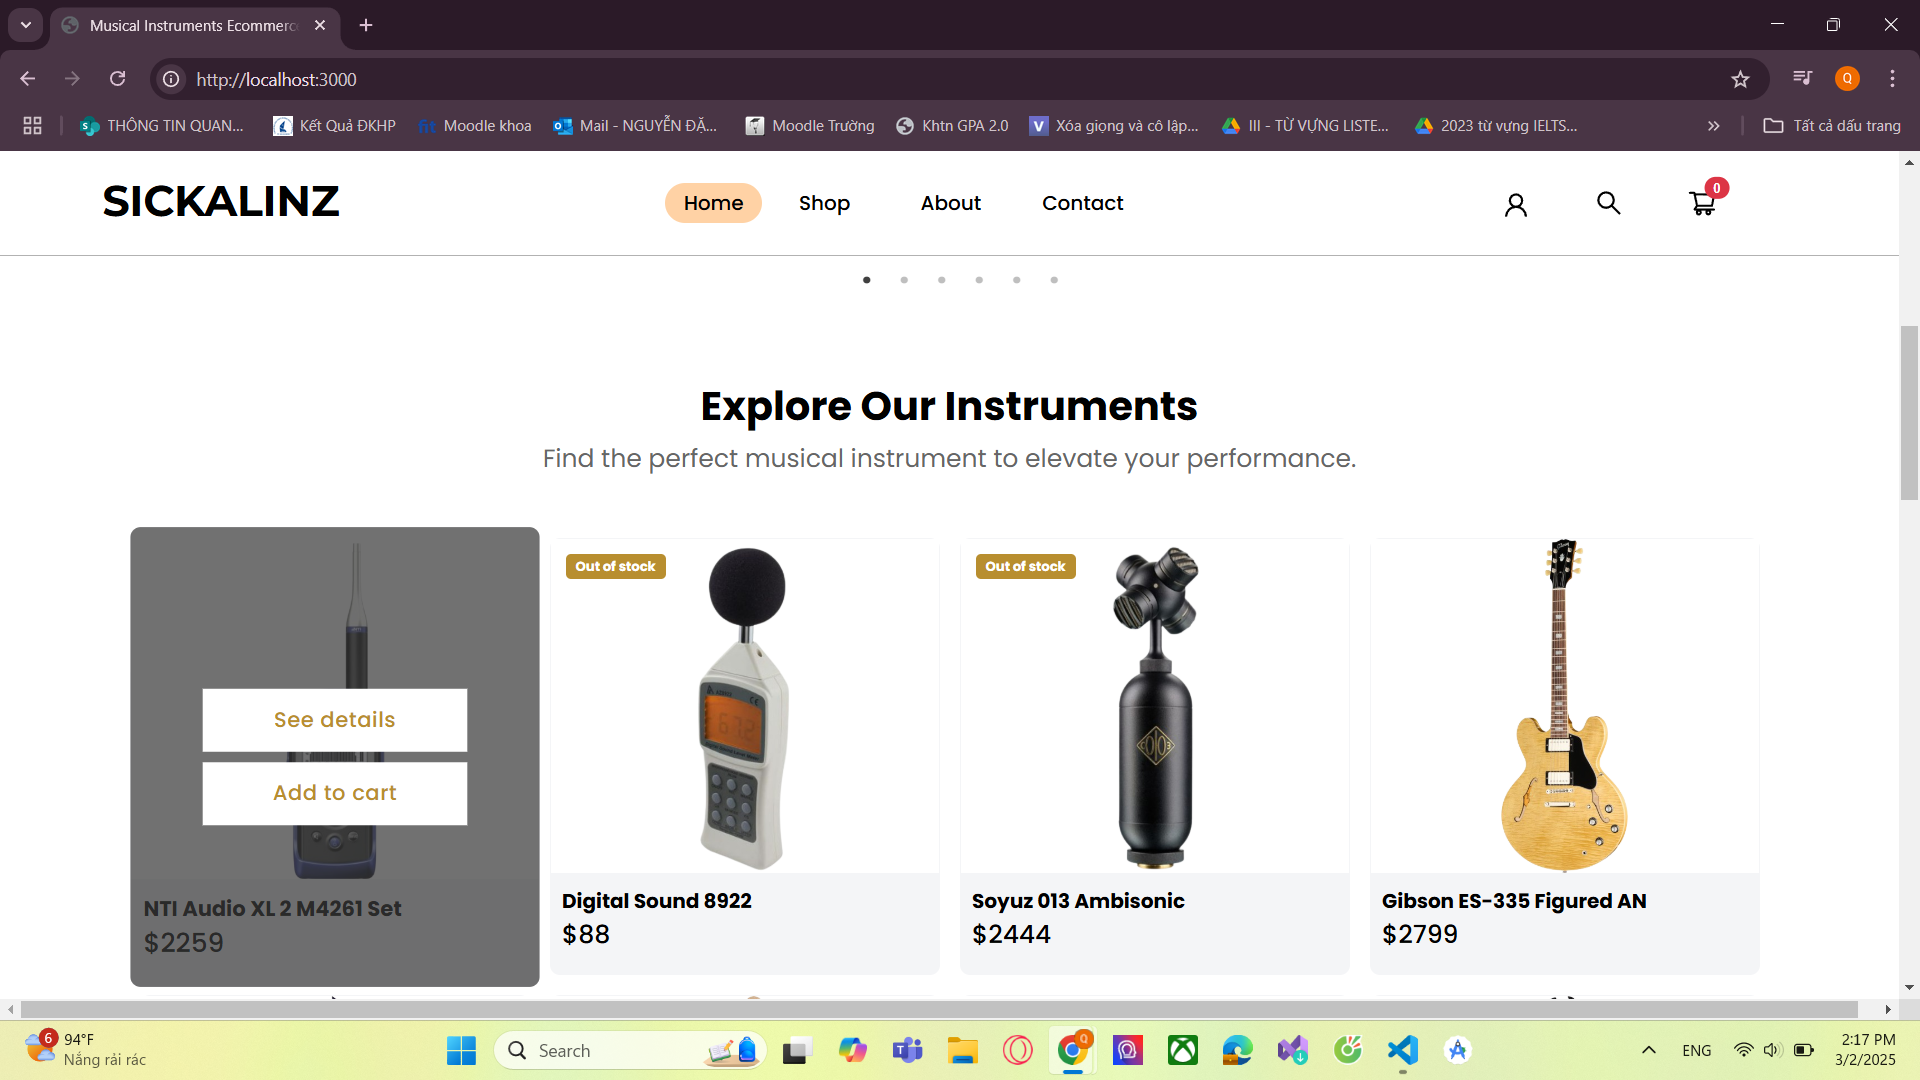 Musical Instruments Ecommerc
http://localhost:3000
Q
THÔNG TIN QUAN...
Kết Quả ĐKHP
Moodle khoa
Mail - NGUYỄN ĐẶ...
Moodle Trường
Khtn GPA 2.0
Xóa giọng và cô lập...
III - TỪ VỰNG LISTE...
2023 từ vựng IELTS...
Tất cả dấu trang
SICKALINZ
Home
Shop
About
Contact
0
Explore Our Instruments
Find the perfect musical instrument to elevate your performance.
See details
Add to cart
NTI Audio XL 2 M4261 Set
$2259
Out of stock
Digital Sound 8922
$88
Out of stock
Soyuz 013 Ambisonic
$2444
Gibson ES-335 Figured AN
$2799
6
94°F
Nắng rải rác
Search
Q
ENG
2:17 PM
3/2/2025